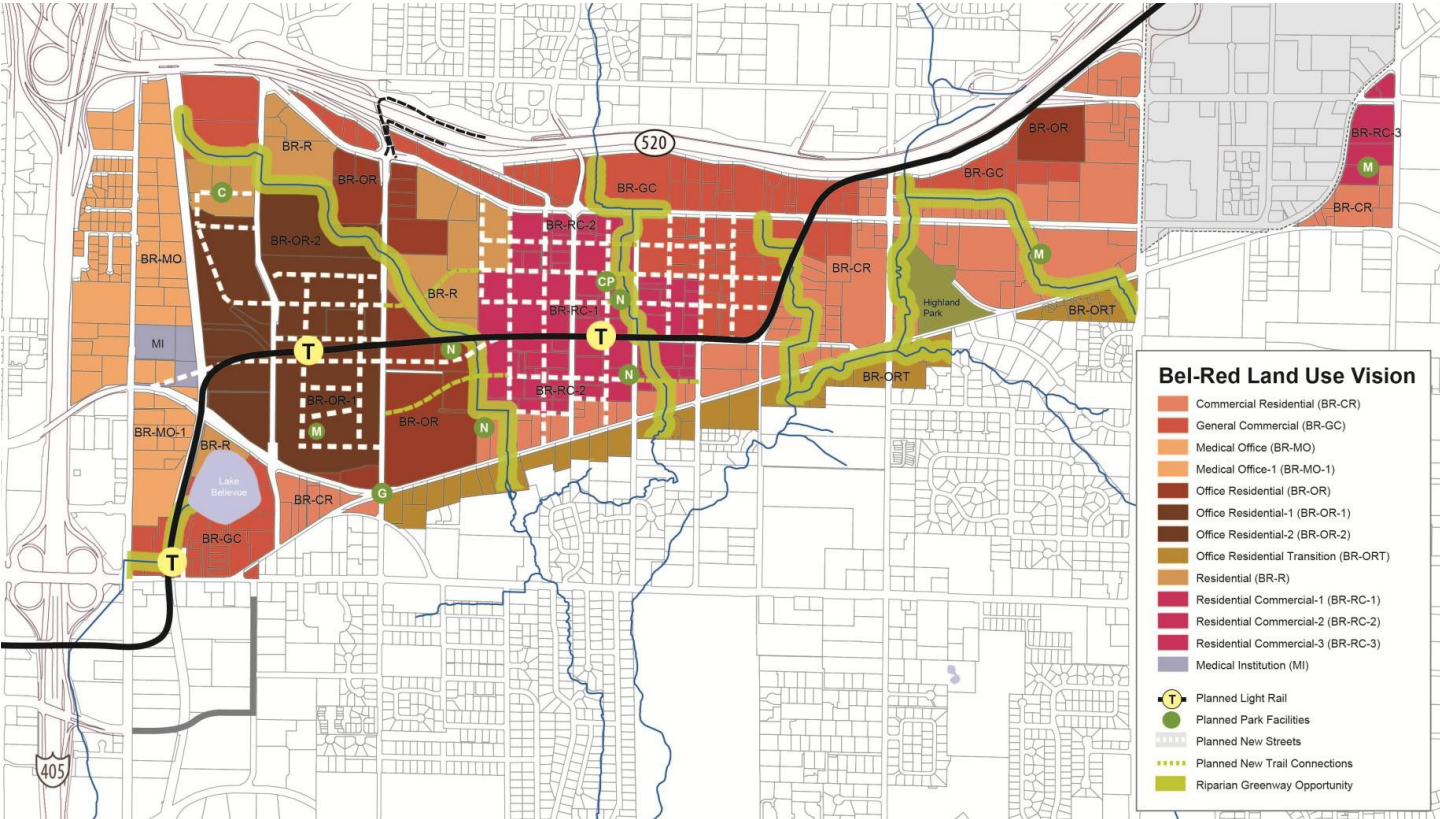 520
BR-OR
BR-RC-3
BR-R
BR-GC
M
BR-OR
BR-GC
C
BR-CR
BR-RC-2
BR-OR-2
M
BR-MO
BR-CR
CP
BR-R
N
Highland
Park
BR-ORT
BR-RC-1
MI
T
T
N
N
BR-ORT
BR-RC-2
BR-OR-1
BR-OR
N
M
BR-MO-1
BR-R
Lake
Bellevue
G
BR-CR
BR-GC
T
405
Bel-Red Land Use Vision
Commercial Residential (BR-CR)
General Commercial (BR-GC)
Medical Office (BR-MO)
Medical Office-1 (BR-MO-1)
Office Residential (BR-OR)
Office Residential-1 (BR-OR-1)
Office Residential-2 (BR-OR-2)
Office Residential Transition (BR-ORT)
Residential (BR-R)
Residential Commercial-1 (BR-RC-1)
Residential Commercial-2 (BR-RC-2)
Residential Commercial-3 (BR-RC-3)
Medical Institution (MI)
T Planned Light Rail
Planned Park Facilities
Planned New Streets
Planned New Trail Connections
Riparian Greenway Opportunity